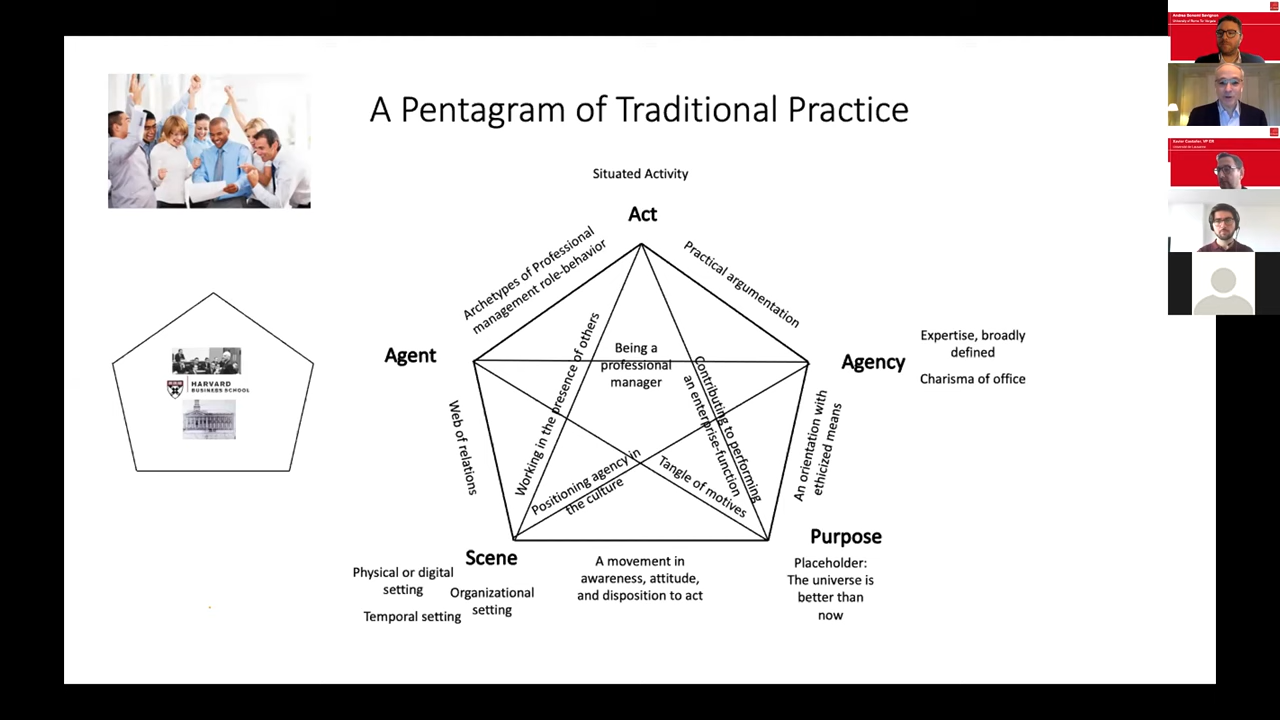 A Pentagram of Traditional Practice
Situated Activity
Act
Archetypes of Professional
management role-behavior
Practical argumentation
Agent
Being a
professional
manager
Agency
Expertise, broadly
defined
Charisma of office
Working in the presence of others
Contributing to performing
an enterprise-function
Web of relations
An orientation with
ethicized means
Positioning agency in
the culture
Tangle of motives
Scene
Physical or digital
setting
Temporal setting
Organizational
setting
A movement in
awareness, attitude,
and disposition to act
Purpose
Placeholder:
The universe is
better than
now
HARVARD
BUSINESS SCHOOL